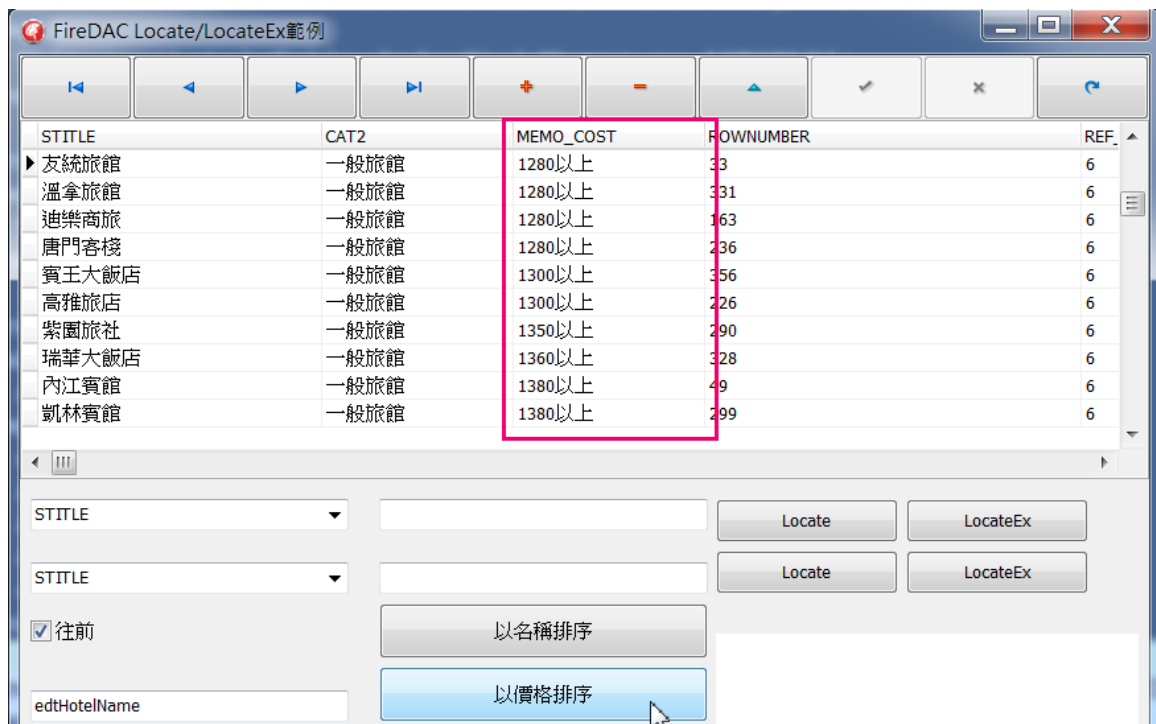 FireDAC Locate/LocateEx範例
STITLE CAT2 MEMO_COST ROWNUMBER REF_
友統旅館 一般旅館 1280以上 33 6
溫拿旅館 一般旅館 1280以上 331 6
迪樂商旅 一般旅館 1280以上 163 6
唐門客棧 一般旅館 1280以上 236 6
賓王大飯店 一般旅館 1300以上 356 6
高雅旅店 一般旅館 1300以上 226 6
紫園旅社 一般旅館 1350以上 290 6
瑞華大飯店 一般旅館 1360以上 328 6
內江賓館 一般旅館 1380以上 49 6
凱林賓館 一般旅館 1380以上 299 6
STITLE Locate LocateEx
STITLE Locate LocateEx
往前 以名稱排序
edtHotelName 以價格排序